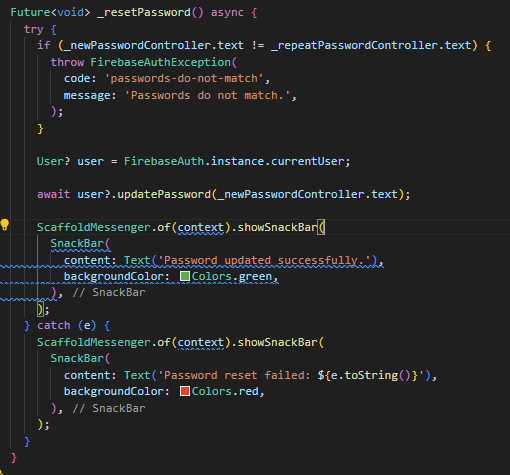 Future<void> _resetPassword() async {
try {
if (_newPasswordController.text != _repeatPasswordController.text) {
throw FirebaseAuthException(
code: 'passwords-do-not-match',
message: 'Passwords do not match.',
);
}
User? user = FirebaseAuth.instance.currentUser;
await user?.updatePassword(_newPasswordController.text);
ScaffoldMessenger.of(context).showSnackBar(
SnackBar(
content: Text('Password updated successfully.'),
backgroundColor: Colors.green,
), // SnackBar
);
} catch (e) {
ScaffoldMessenger.of(context).showSnackBar(
SnackBar(
content: Text('Password reset failed: ${e.toString()}'),
backgroundColor: Colors.red,
), // SnackBar
);
}
}